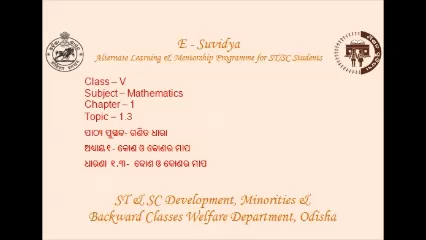 E - Suvidya
Alternate Learning & Mentorship Programme for ST/SC Students
Class – V
Subject – Mathematics
Chapter – 1
Topic – 1.3
ପାଠ୍ୟ ପୁସ୍ତକ- ଗଣିତ ଧାରା
ଅଧ୍ୟାୟ ୧ - କୋଣ ଓ କୋଣର ମାପ
ଧାରଣା ୧.୩- କୋଣ ଓ କୋଣର ମାପ
ST & SC Development, Minorities &
Backward Classes Welfare Department, Odisha